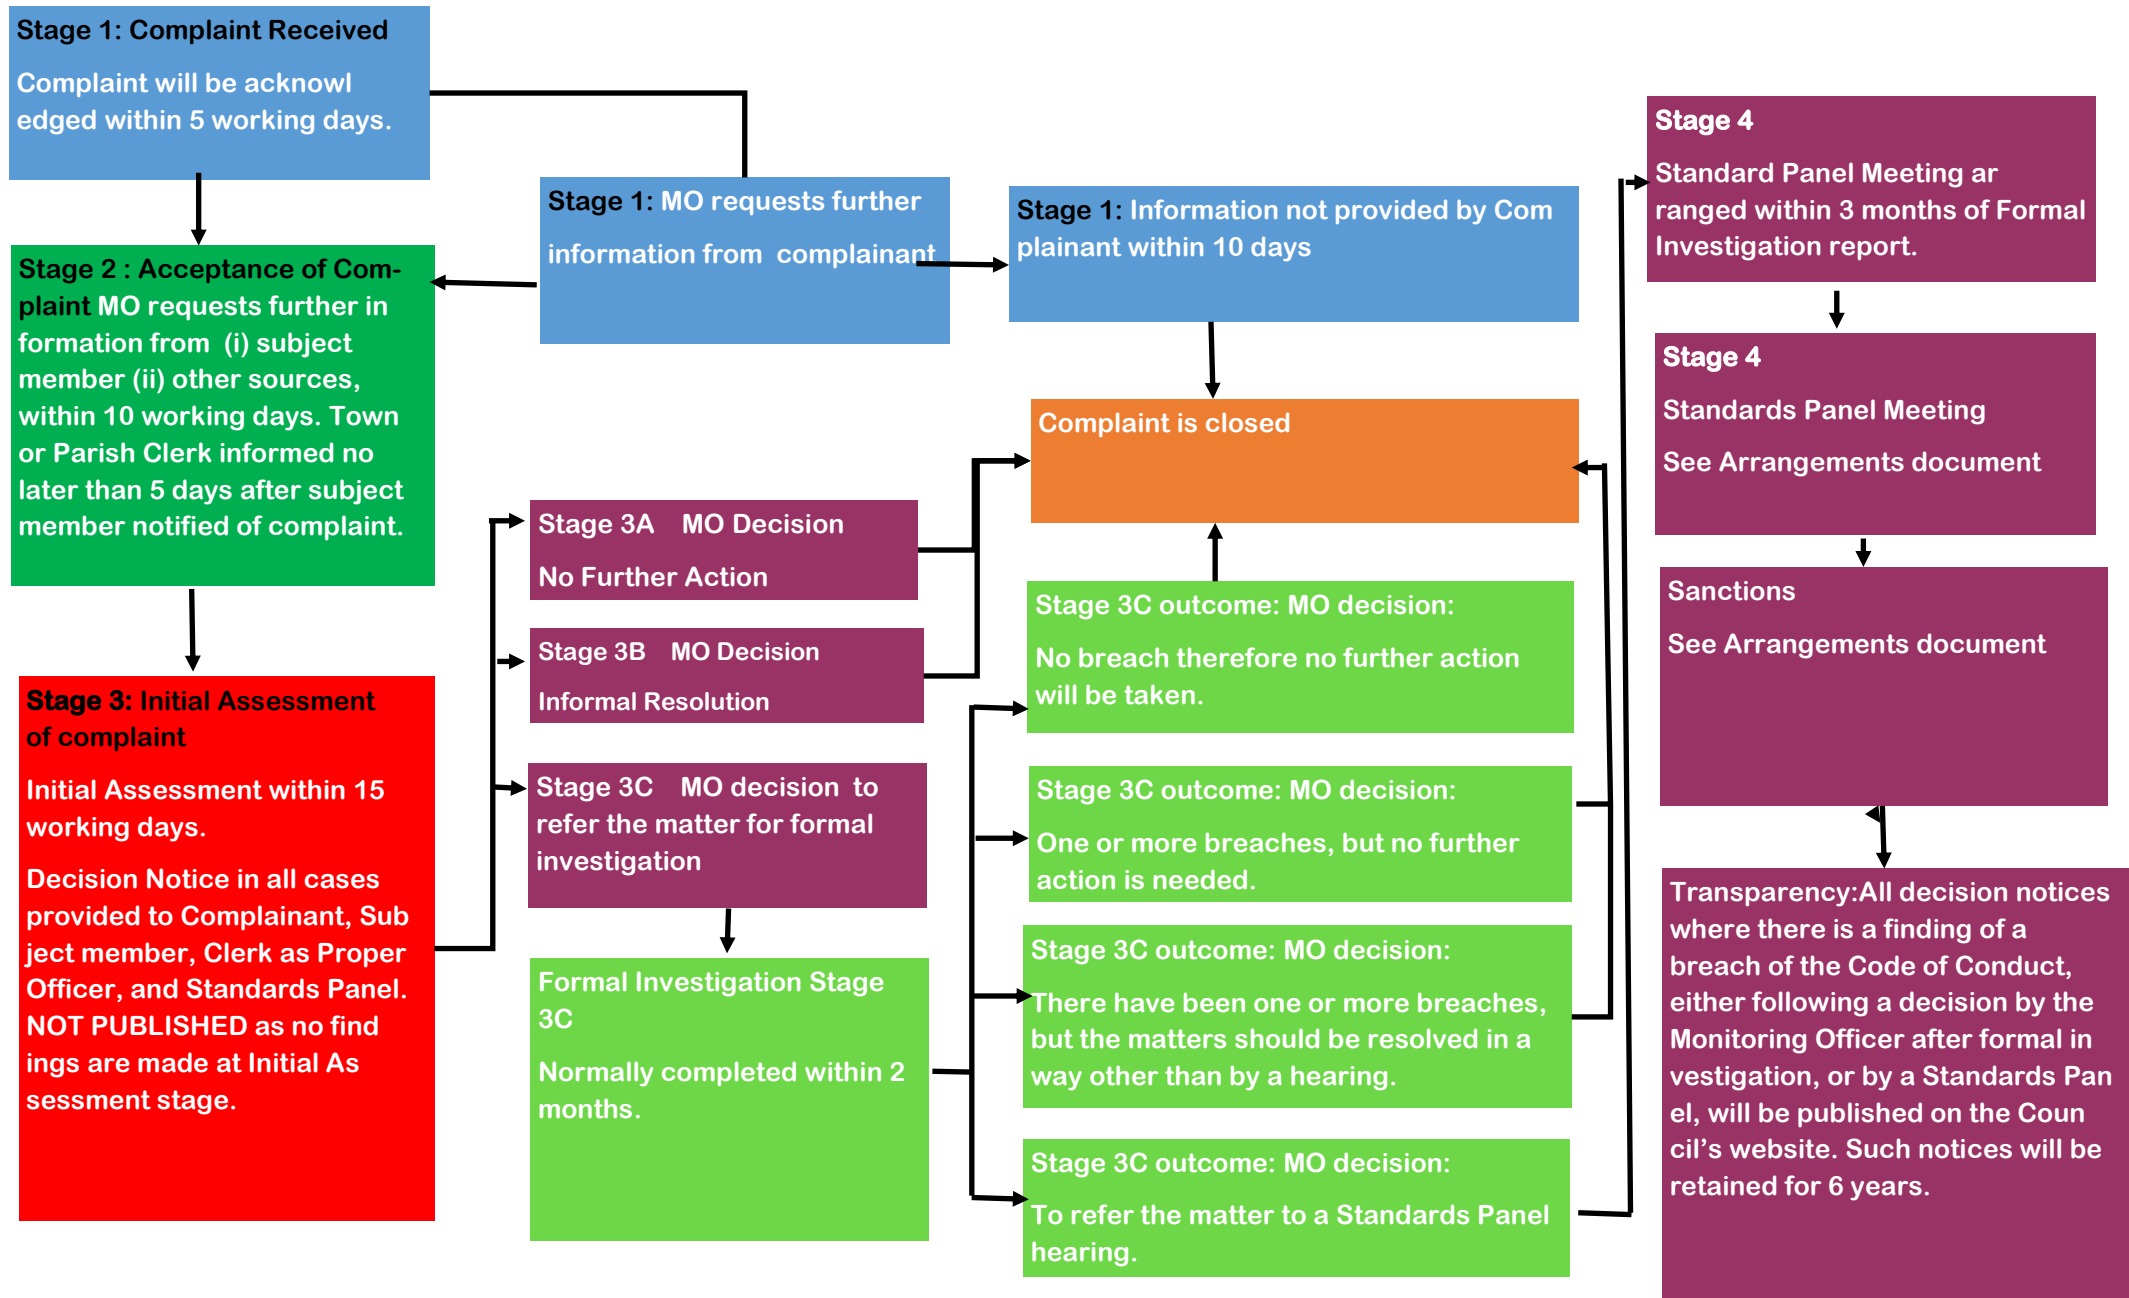 Stage 1: Complaint Received
Complaint will be acknowl
edged within 5 working days.
Stage 1: MO requests further
information from complainant
Stage 1: Information not provided by Com
plainant within 10 days
Stage 2 : Acceptance of Com-
plaint MO requests further in
formation from (i) subject
member (ii) other sources,
within 10 working days. Town
or Parish Clerk informed no
later than 5 days after subject
member notified of complaint.
Complaint is closed
Stage 3: Initial Assessment
of complaint
Initial Assessment within 15
working days.
Decision Notice in all cases
provided to Complainant, Sub
ject member, Clerk as Proper
Officer, and Standards Panel.
NOT PUBLISHED as no find
ings are made at Initial As
sessment stage.
Stage 3A MO Decision
No Further Action
Stage 3B MO Decision
Informal Resolution
Stage 3C MO decision to
refer the matter for formal
investigation
Formal Investigation Stage
3C
Normally completed within 2
months.
Stage 3C outcome: MO decision:
No breach therefore no further action
will be taken.
Stage 3C outcome: MO decision:
One or more breaches, but no further
action is needed.
Stage 3C outcome: MO decision:
There have been one or more breaches,
but the matters should be resolved in a
way other than by a hearing.
Stage 3C outcome: MO decision:
To refer the matter to a Standards Panel
hearing.
Stage 4
Standard Panel Meeting ar
ranged within 3 months of Formal
Investigation report.
Stage 4
Standards Panel Meeting
See Arrangements document
Sanctions
See Arrangements document
Transparency:All decision notices
where there is a finding of a
breach of the Code of Conduct,
either following a decision by the
Monitoring Officer after formal in
vestigation, or by a Standards Pan
el, will be published on the Coun
cil's website. Such notices will be
retained for 6 years.